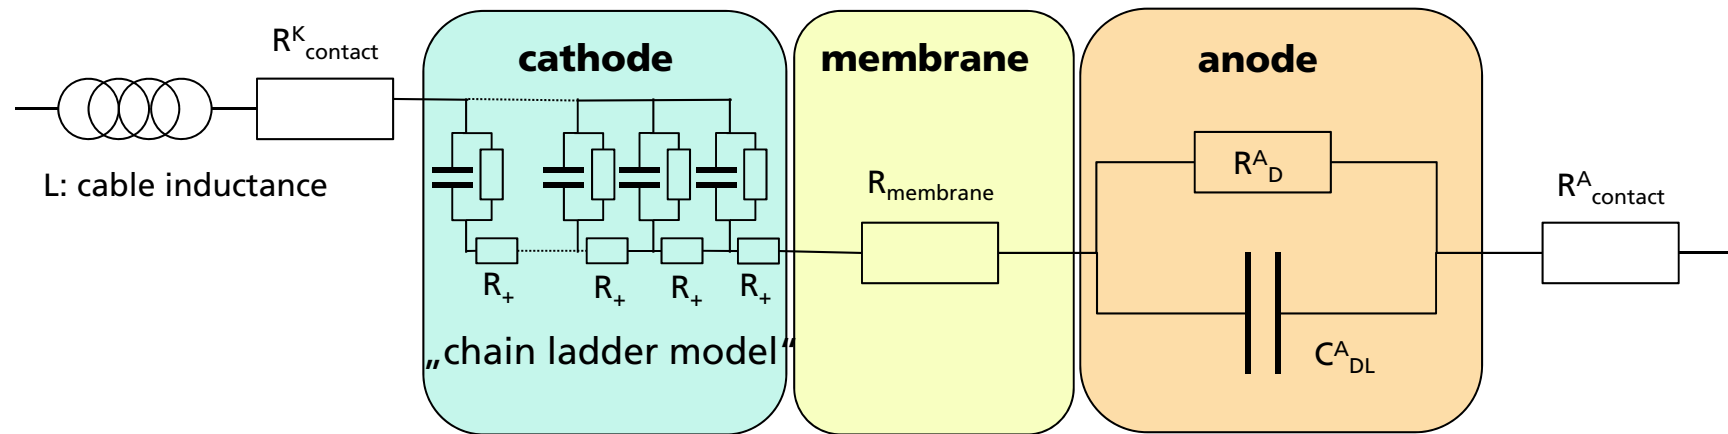 R^K_contact
L: cable inductance
cathode
R_+ R_+ R_+ R_+
„chain ladder model“
membrane
R_membrane
anode
R^A_D
C^A_DL
R^A_contact